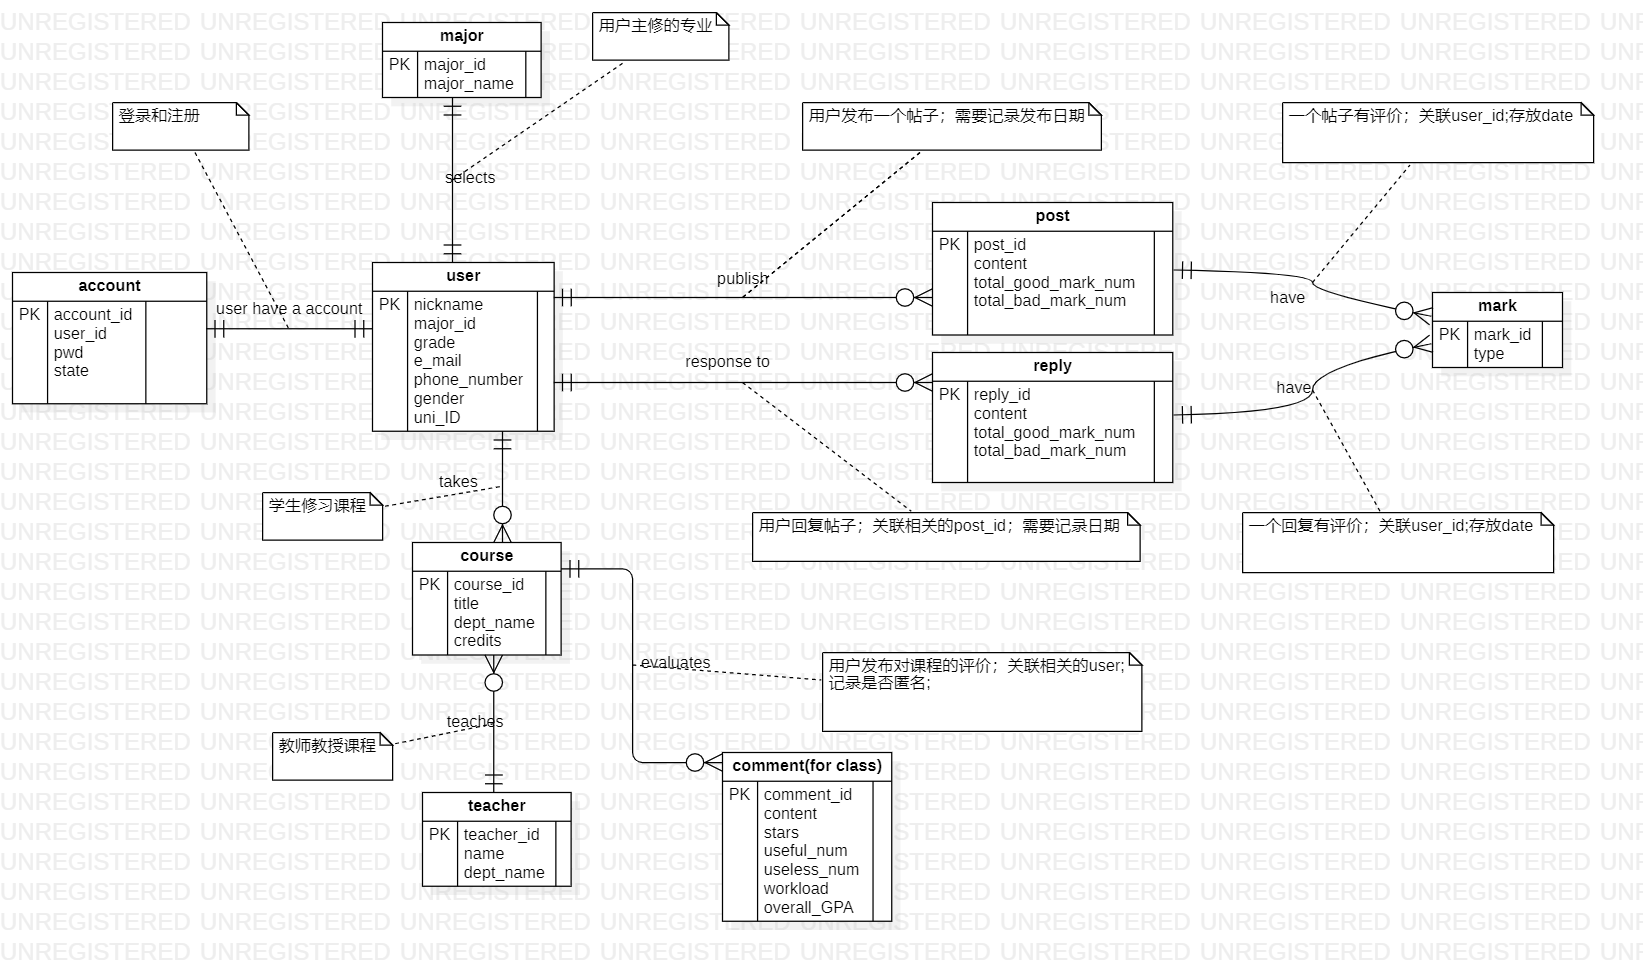 major
PK
major_id
major_name
用户主修的专业
登录和注册
用户发布一个帖子；需要记录发布日期
一个帖子有评价；关联user_id;存放date
selects
account
PK
account_id
user_id
pwd
state
user have a account
user
PK
nickname
major_id
grade
e_mail
phone_number
gender
uni_ID
publish
post
PK
post_id
content
total_good_mark_num
total_bad_mark_num
have
mark
PK
mark_id
type
response to
reply
PK
reply_id
content
total_good_mark_num
total_bad_mark_num
have
takes
学生修习课程
用户回复帖子；关联相关的post_id；需要记录日期
一个回复有评价；关联user_id;存放date
course
PK
course_id
title
dept_name
credits
evaluates
用户发布对课程的评价；关联相关的user;
记录是否匿名;
teaches
教师教授课程
teacher
PK
teacher_id
name
dept_name
comment(for class)
PK
comment_id
content
stars
useful_num
useless_num
workload
overall_GPA
UNREGISTERED